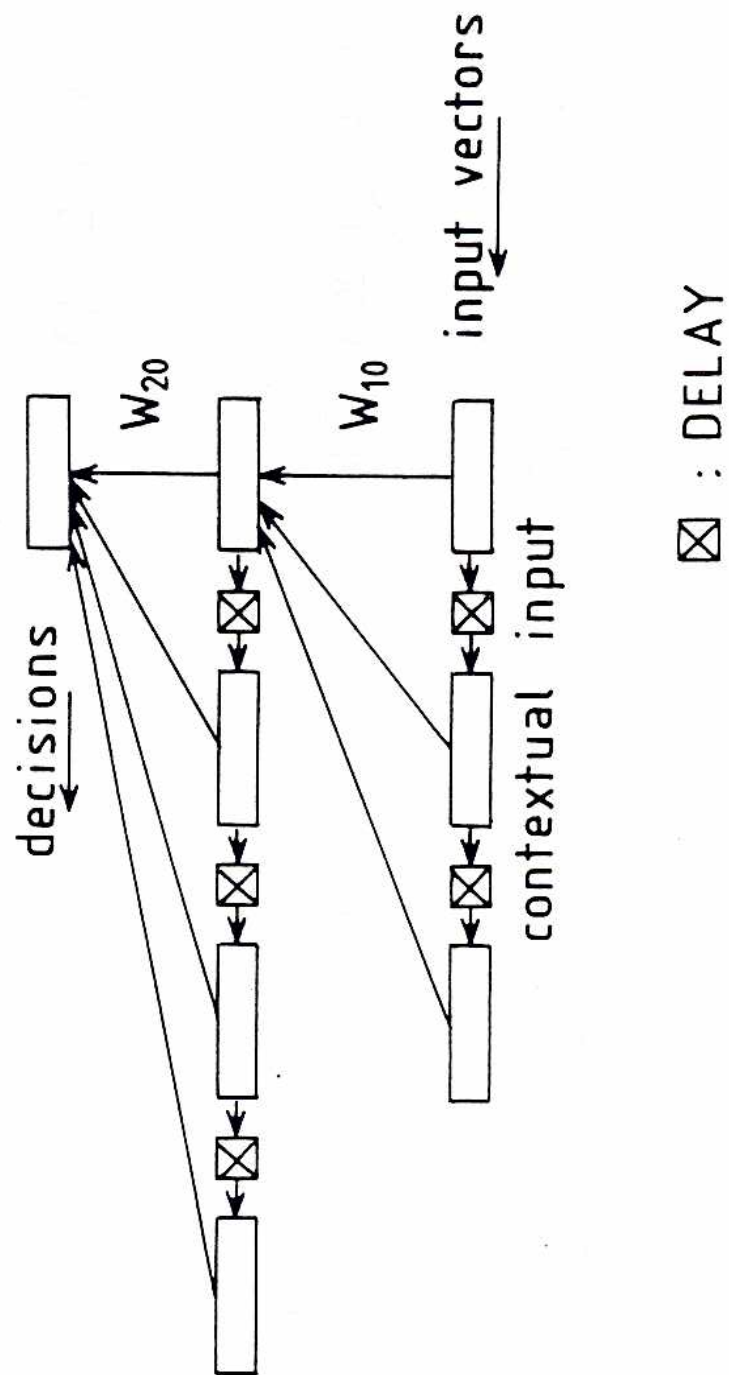 decisions
W20
W10
input vectors
contextual input
: DELAY